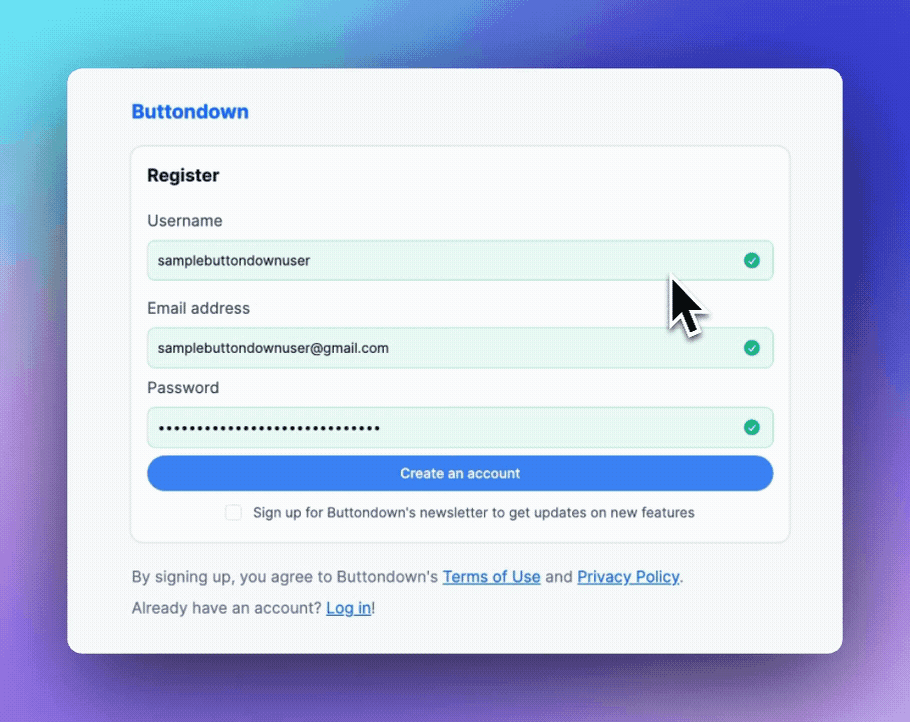 Buttondown
Register
Username
samplebuttondownuser
Email address
samplebuttondownuser@gmail.com
Password
•••••••••••••••••••••••••••••
Create an account
Sign up for Buttondown's newsletter to get updates on new features
By signing up, you agree to Buttondown's Terms of Use and Privacy Policy.
Already have an account? Log in!